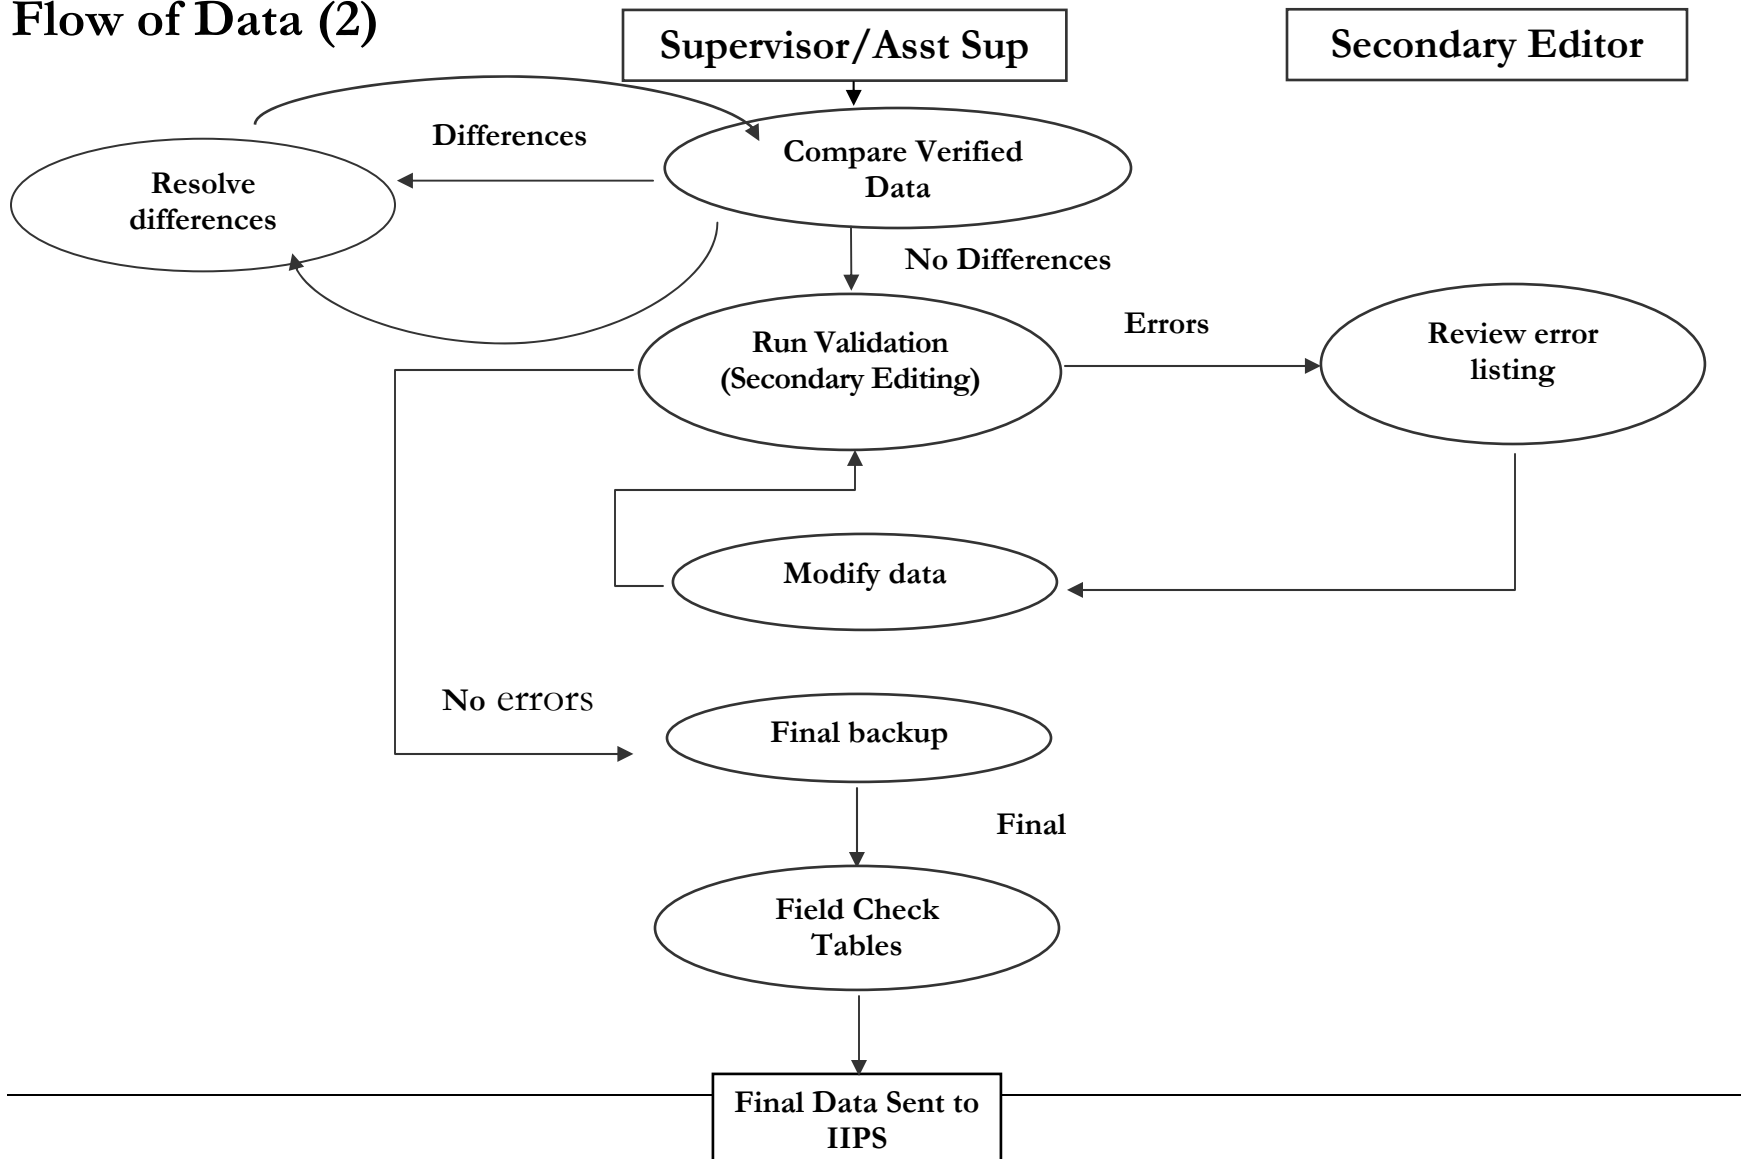 Flow of Data (2)
Supervisor/Asst Sup
Secondary Editor
Differences
Compare Verified
Data
Resolve
differences
No Differences
Run Validation
(Secondary Editing)
Errors
Review error
listing
Modify data
No errors
Final backup
Final
Field Check
Tables
Final Data Sent to
IIPS